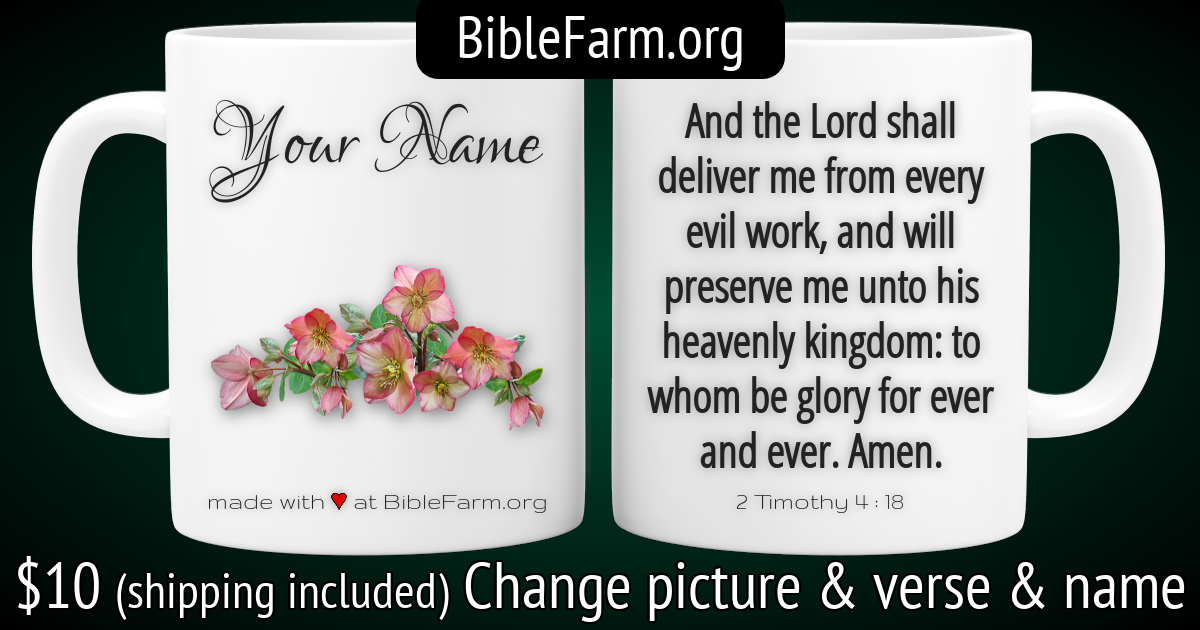 BibleFarm.org
Your Name
made with ♥ at BibleFarm.org
And the Lord shall
deliver me from every
evil work, and will
preserve me unto his
heavenly kingdom: to
whom be glory for ever
and ever. Amen.
2 Timothy 4 : 18
$10 (shipping included) Change picture & verse & name